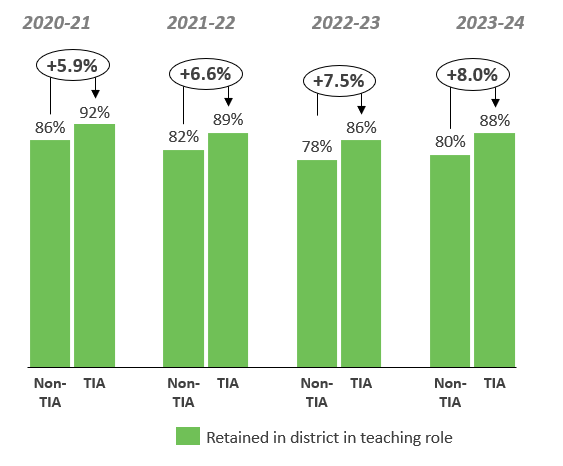 2020-21 2021-22 2022-23 2023-24
+5.9% +6.6% +7.5% +8.0%
86% 92% 82% 89% 78% 86% 80% 88%
Non- TIA Non- TIA Non- TIA Non- TIA
TIA TIA TIA TIA
Retained in district in teaching role